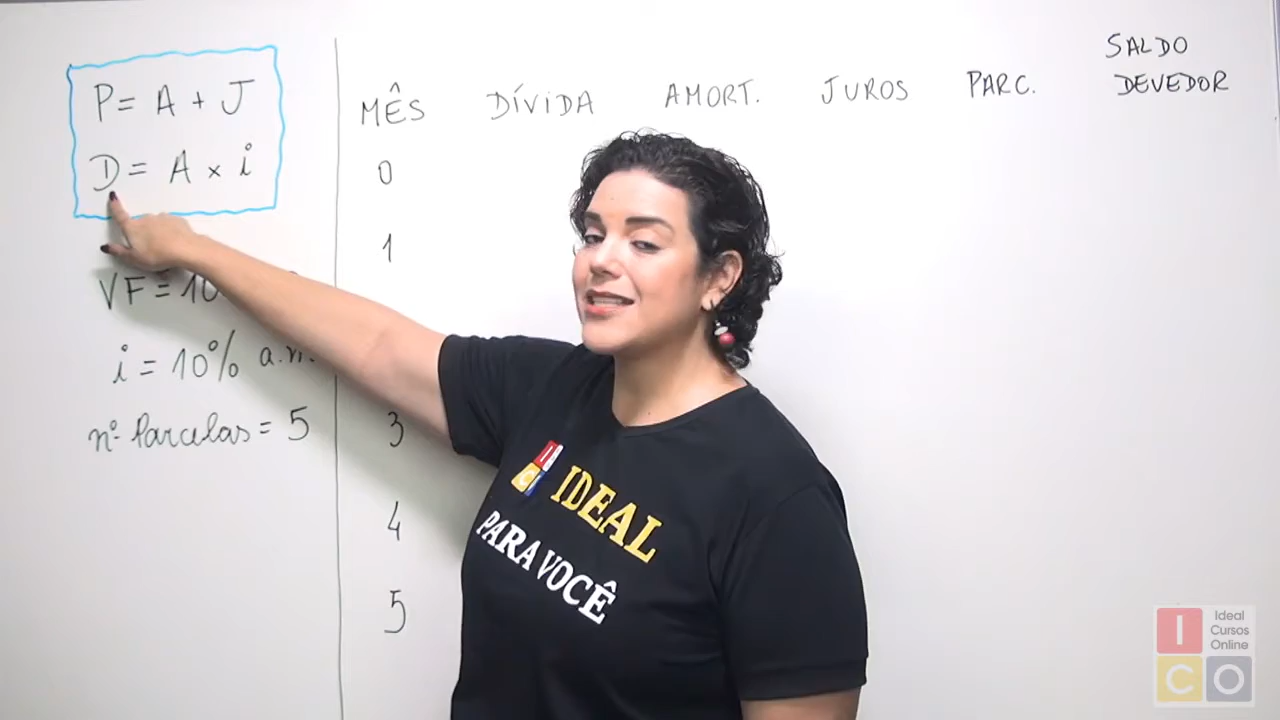 P = A + J
D = A × i
VF = 10
i = 10% a.m.
nº Parcelas = 5
MÊS DÍVIDA AMORT. JUROS PARC. SALDO DEVEDOR
0
1
3
4
5
IDEAL
PARA VOCÊ
I
C O
Ideal
Cursos
Online